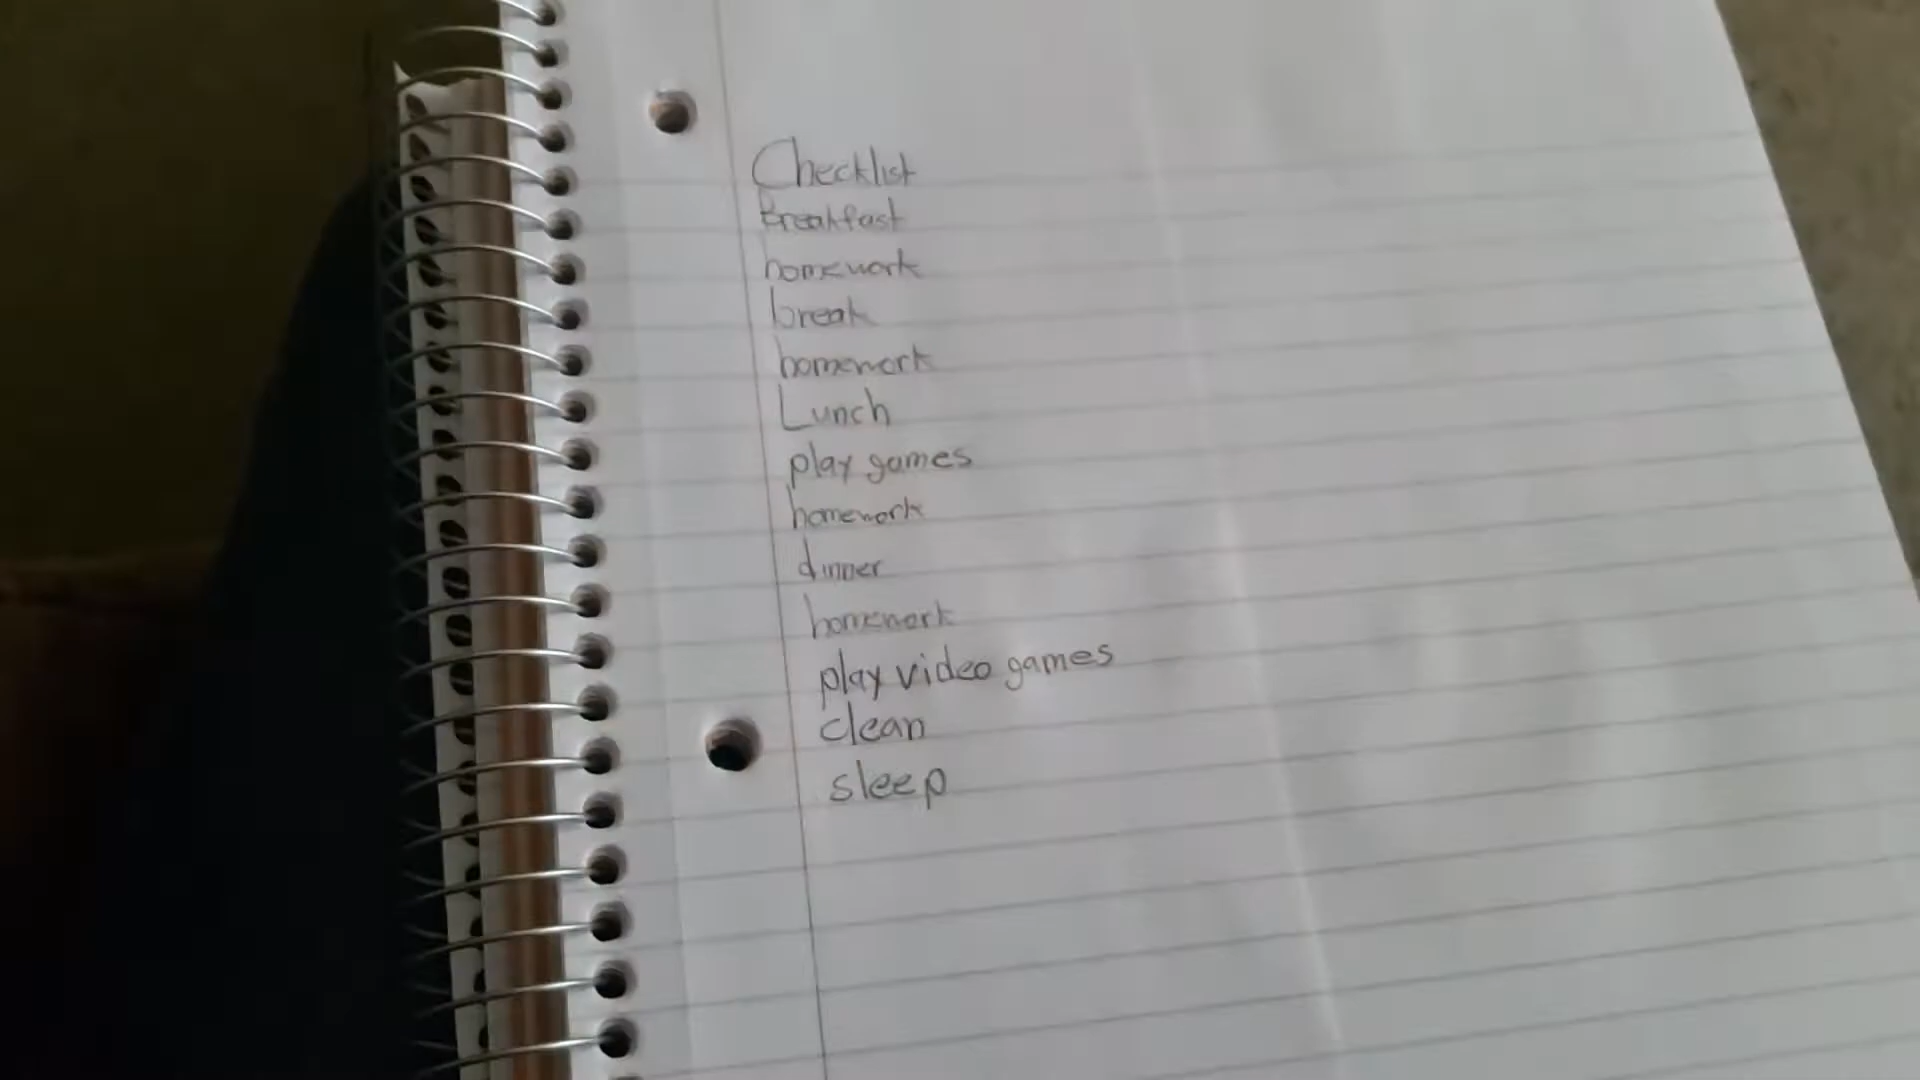 Checklist
Breakfast
homework
break
homework
Lunch
play games
homework
dinner
homework
play video games
clean
sleep